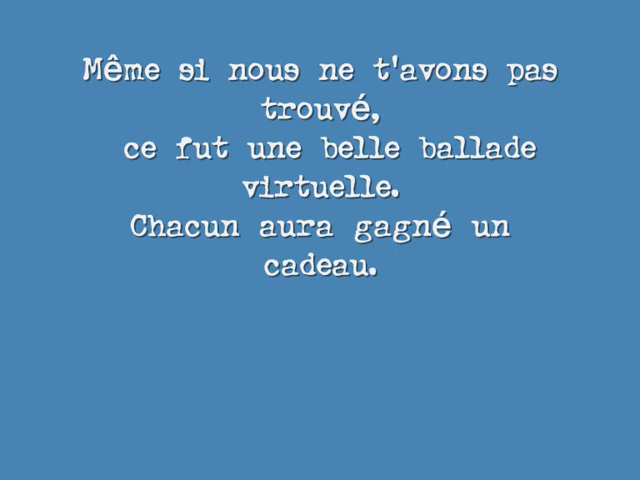 Même si nous ne t'avons pas
trouvé,
ce fut une belle ballade
virtuelle.
Chacun aura gagné un
cadeau.